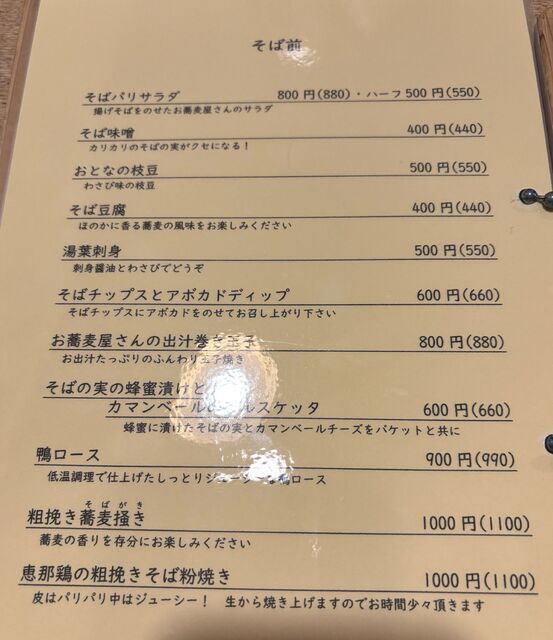 そば前
そばパリサラダ 800円(880)・ハーフ500円(550)
揚げそばをのせたお蕎麦屋さんのサラダ
そば味噌 400円(440)
カリカリのそばの実がクセになる！
おとなの枝豆 500円(550)
わさび味の枝豆
そば豆腐 400円(440)
ほのかに香る蕎麦の風味をお楽しみください
湯葉刺身 500円(550)
刺身醤油とわさびでどうぞ
そばチップスとアボカドディップ 600円(660)
そばチップスにアボカドをのせてお召し上がり下さい
お蕎麦屋さんの出汁巻き玉子 800円(880)
お出汁たっぷりのふんわり玉子焼き
そばの実の蜂蜜漬けと
カマンベール ルスケッタ 600円(660)
蜂蜜に漬けたそばの実とカマンベールチーズをバケットと共に
鴨ロース 900円(990)
低温調理で仕上げたしっとりジューシー 鴨ロース
そばがき
粗挽き蕎麦掻き 1000円(1100)
蕎麦の香りを存分にお楽しみください
恵那鶏の粗挽きそば粉焼き 1000円(1100)
皮はパリパリ中はジューシー！ 生から焼き上げますのでお時間少々頂きます